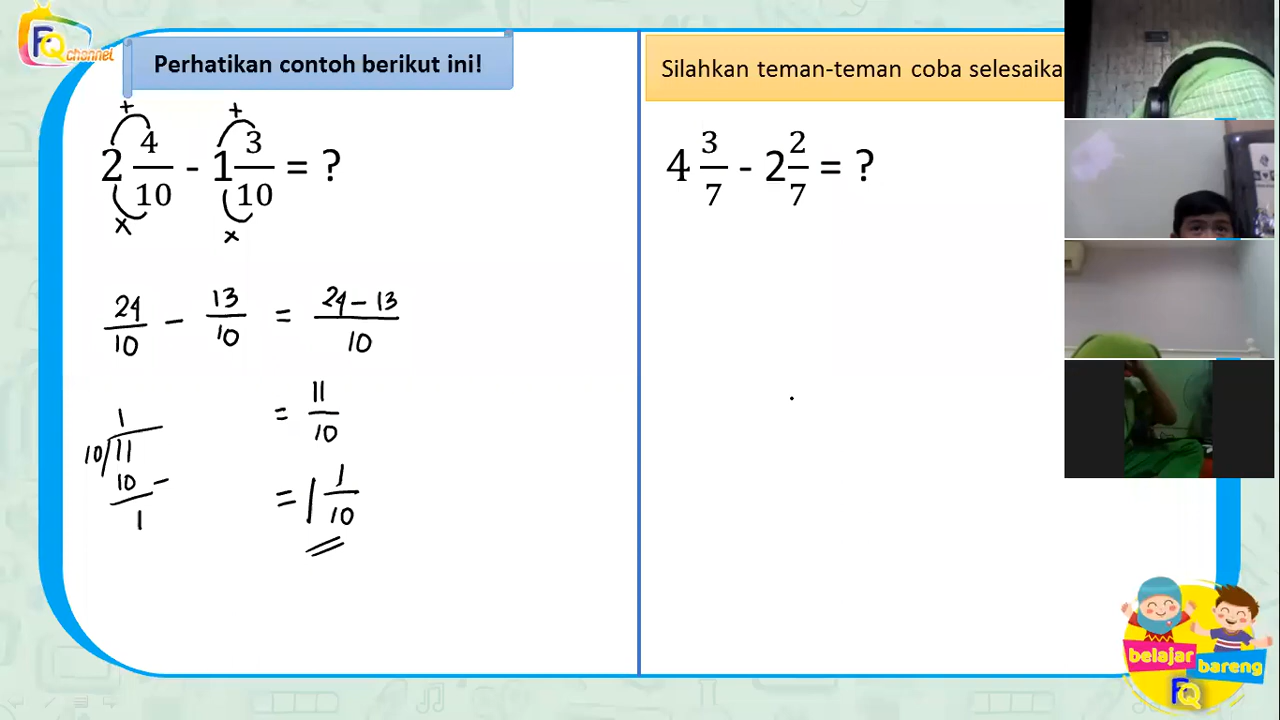 FQ channel
Perhatikan contoh berikut ini!
+ +
2 4/10 - 1 3/10 = ?
x x
24/10 - 13/10 = 24 - 13/10
= 11/10
1
10 11
10 -
1
= 1 1/10
Silahkan teman-teman coba selesaika
4 3/7 - 2 2/7 = ?
belajar
bareng
FQ